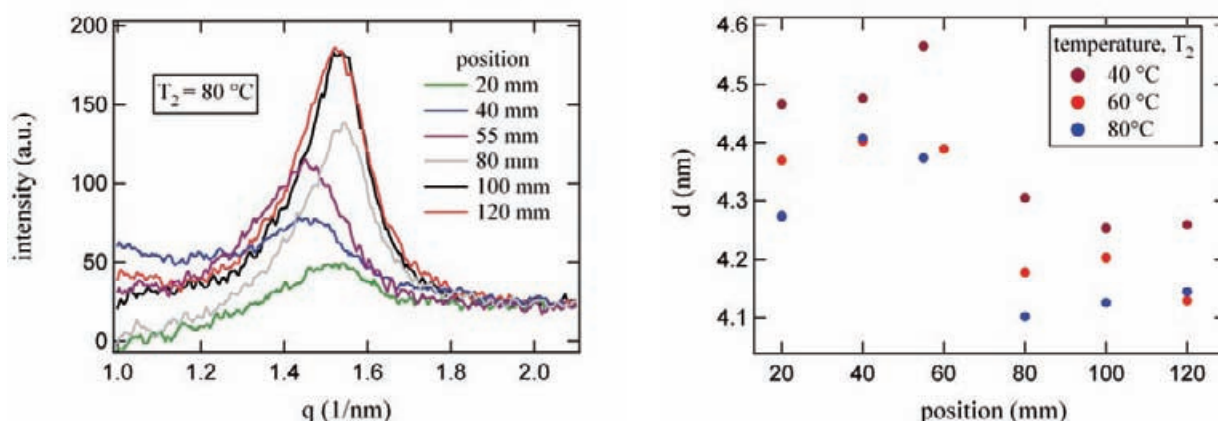 200
150
100
50
0
intensity (a.u.)
T₂ = 80 °C
position
20 mm
40 mm
55 mm
80 mm
100 mm
120 mm
1.0 1.2 1.4 1.6 1.8 2.0
q (1/nm)
4.6
4.5
4.4
4.3
4.2
4.1
d (nm)
temperature, T₂
40 °C
60 °C
80°C
20 40 60 80 100 120
position (mm)